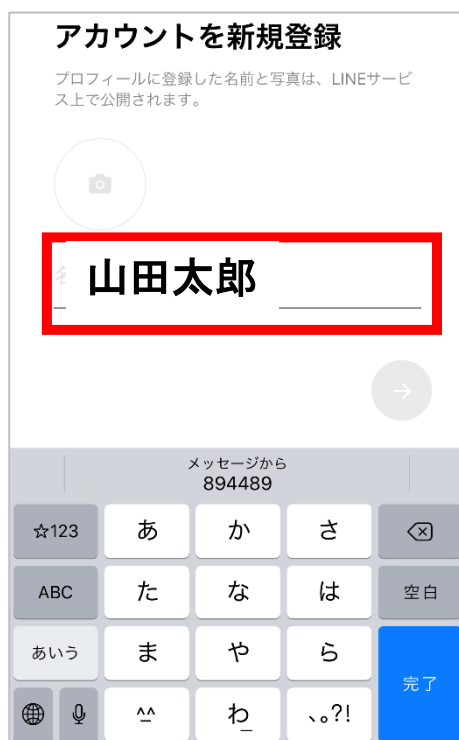 アカウントを新規登録
プロフィールに登録した名前と写真は、LINEサービ
ス上で公開されます。
山田太郎
メッセージから
894489
☆123
あ
か
さ
ABC
た
な
は
空白
あいう
ま
や
ら
完了
^_^
わ_
、。?!